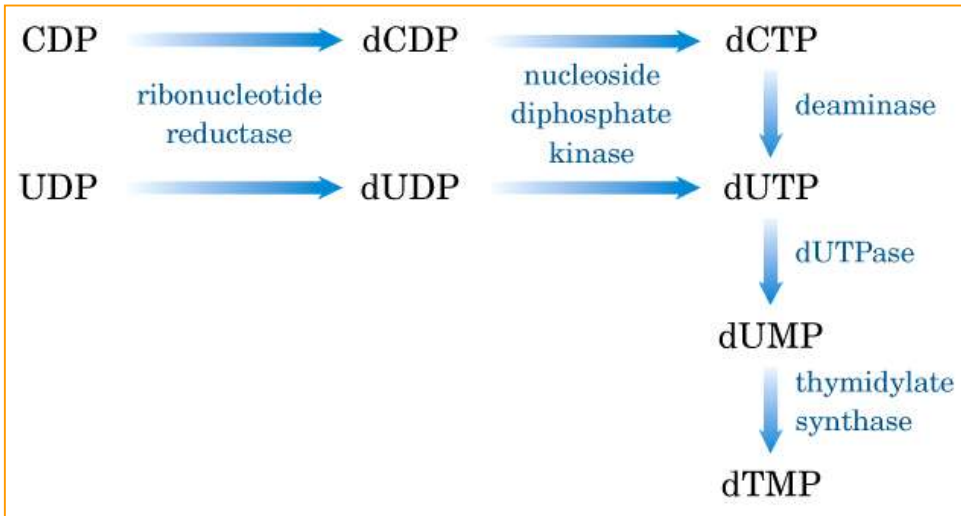 CDP dCDP dCTP
ribonucleotide
reductase
nucleoside
diphosphate
kinase
deaminase
UDP dUDP dUTP
dUTPase
dUMP
thymidylate
synthase
dTMP